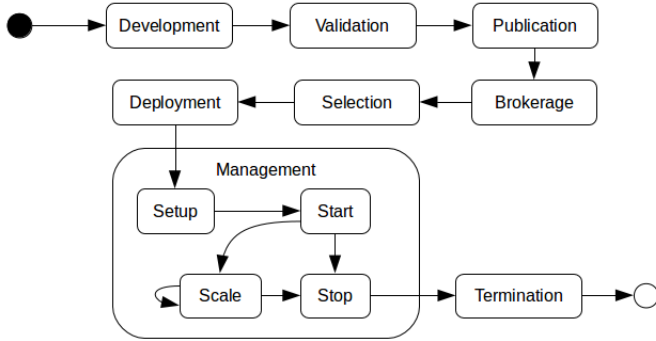 Development
Validation
Publication
Deployment
Selection
Brokerage
Management
Setup
Start
Scale
Stop
Termination